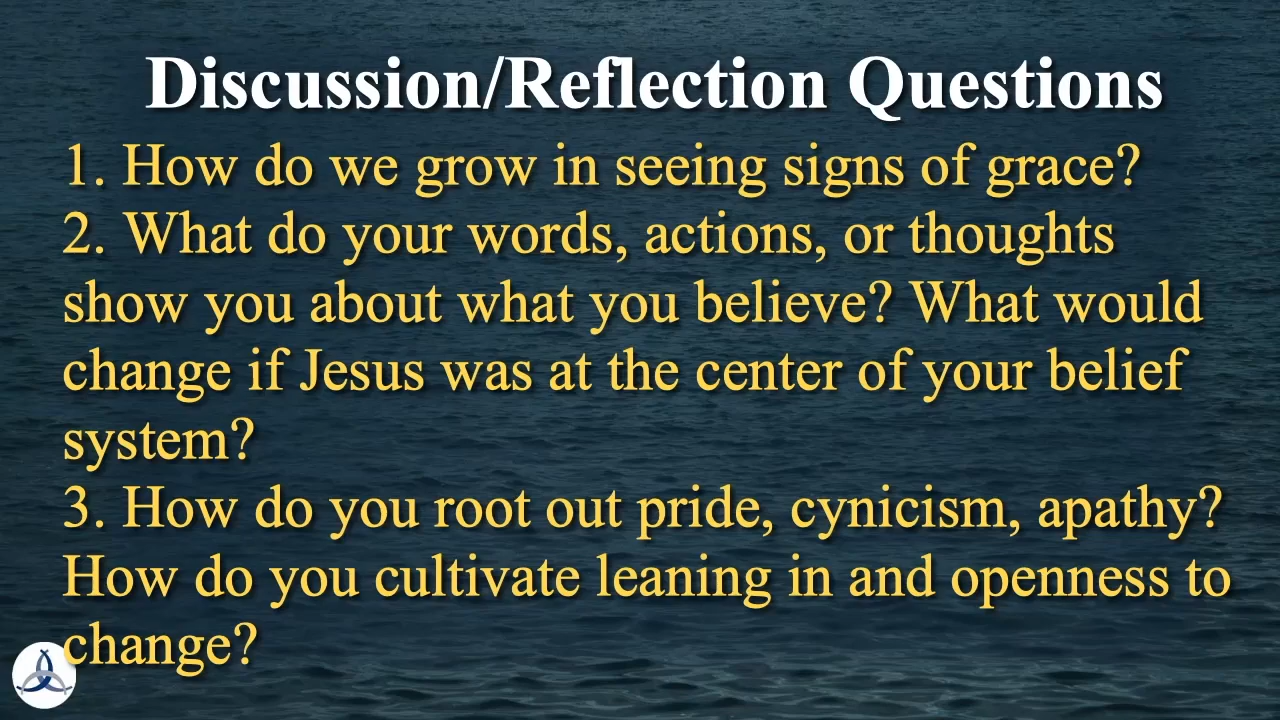 Discussion/Reflection Questions
1. How do we grow in seeing signs of grace?
2. What do your words, actions, or thoughts
show you about what you believe? What would
change if Jesus was at the center of your belief
system?
3. How do you root out pride, cynicism, apathy?
How do you cultivate leaning in and openness to
change?